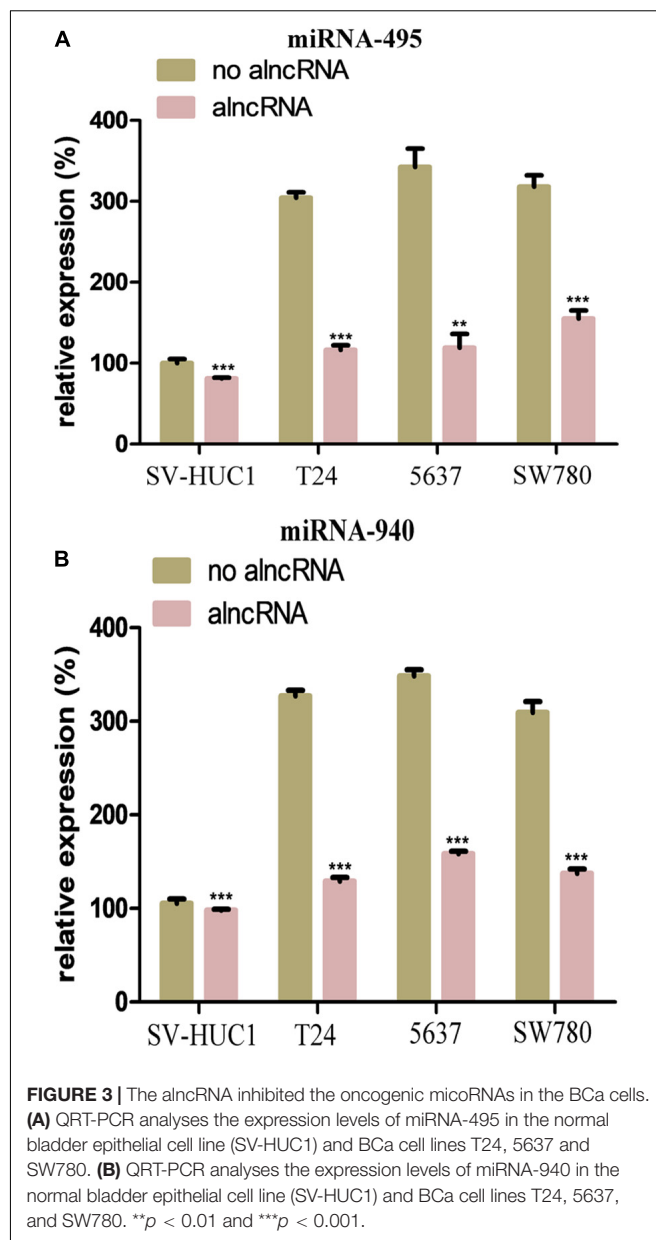 A
miRNA-495
no alncRNA
alncRNA
relative expression (%)
400
300
200
100
0
***
***
**
***
SV-HUC1
T24
5637
SW780
B
miRNA-940
no alncRNA
alncRNA
relative expression (%)
400
300
200
100
0
***
***
***
***
SV-HUC1
T24
5637
SW780
FIGURE 3 | The alncRNA inhibited the oncogenic micoRNAs in the BCa cells.
(A) QRT-PCR analyses the expression levels of miRNA-495 in the normal
bladder epithelial cell line (SV-HUC1) and BCa cell lines T24, 5637 and
SW780. (B) QRT-PCR analyses the expression levels of miRNA-940 in the
normal bladder epithelial cell line (SV-HUC1) and BCa cell lines T24, 5637,
and SW780. **p < 0.01 and ***p < 0.001.